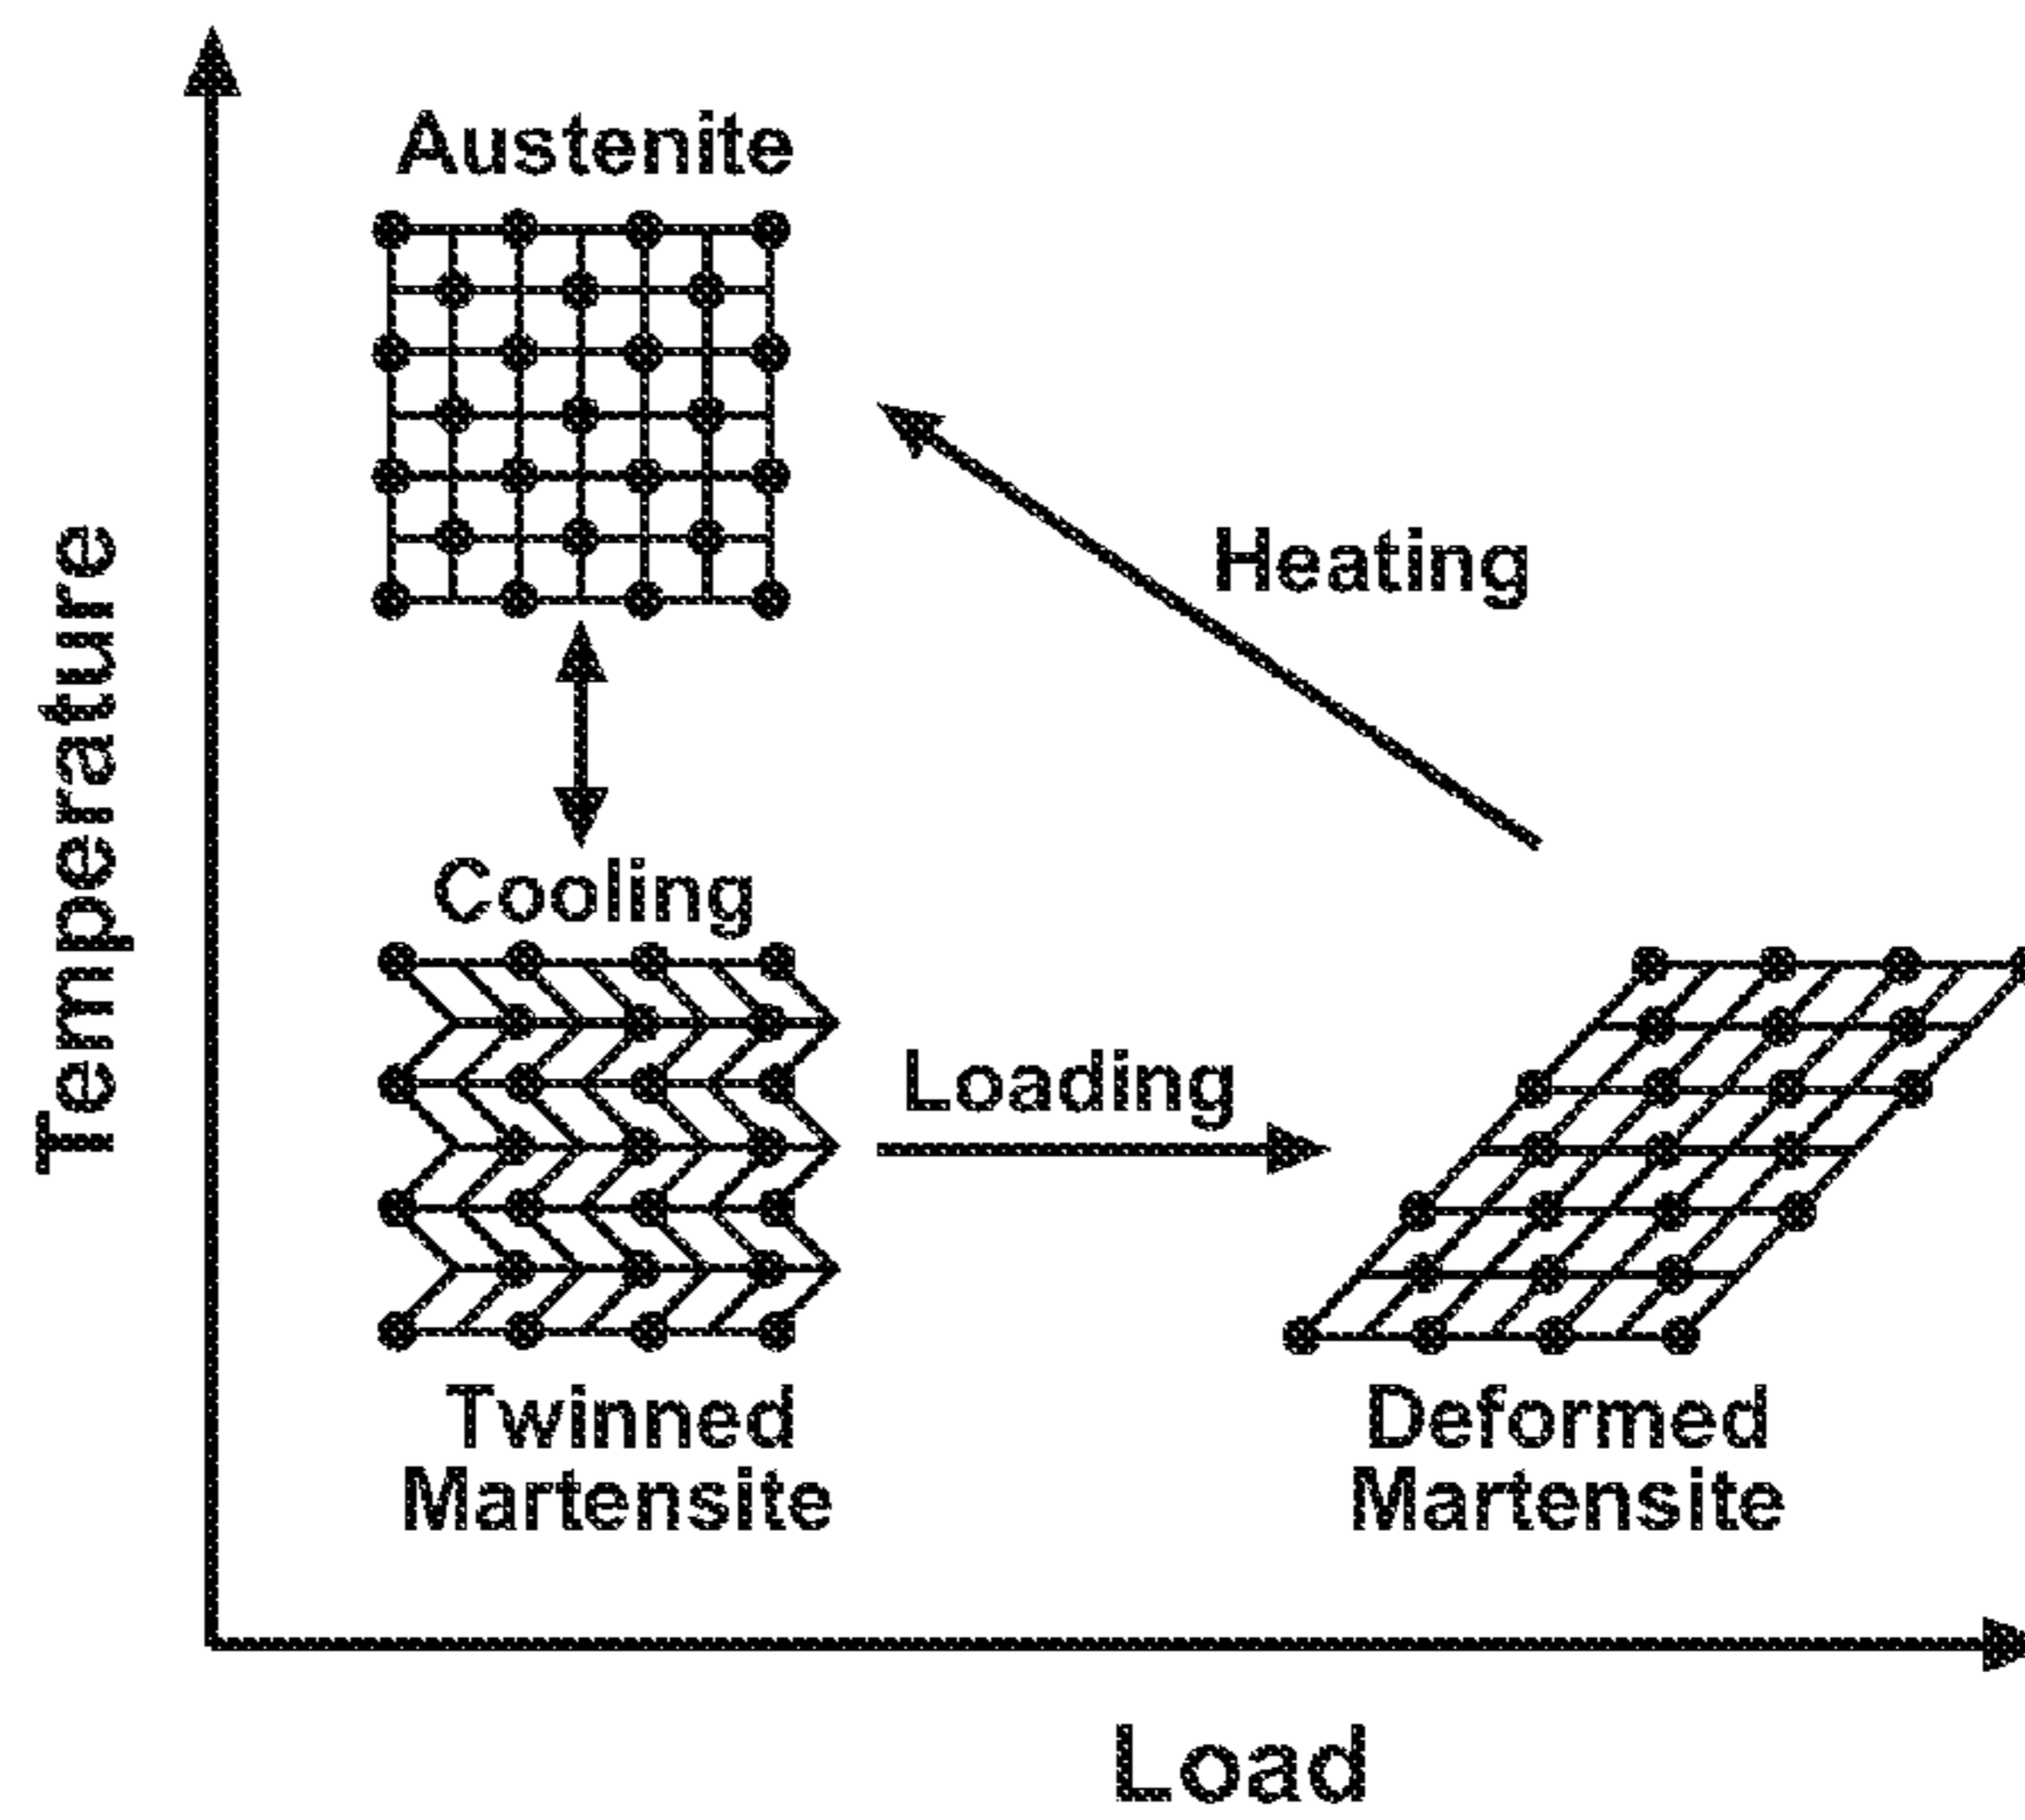 Temperature
Austenite
Heating
Cooling
Loading
Twinned
Martensite
Deformed
Martensite
Load